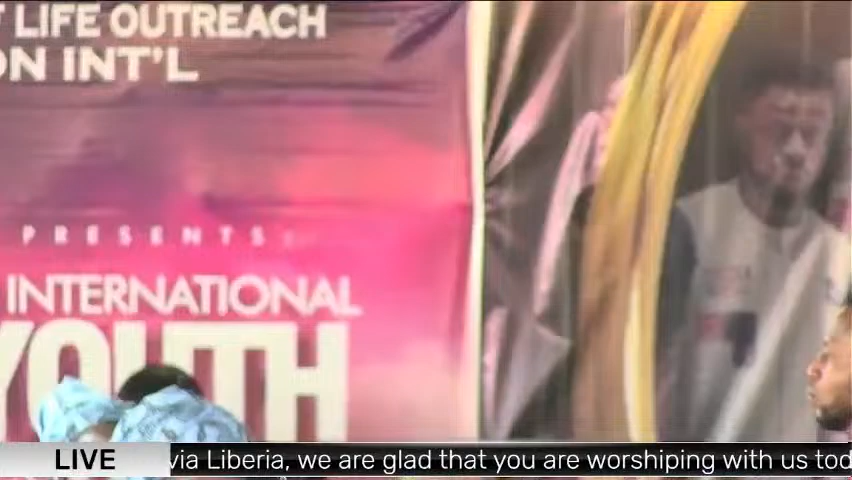 LIFE OUTREACH
ON INT'L
PRESENTS:
INTERNATIONAL
YOUTH
LIVE
via Liberia, we are glad that you are worshiping with us tod